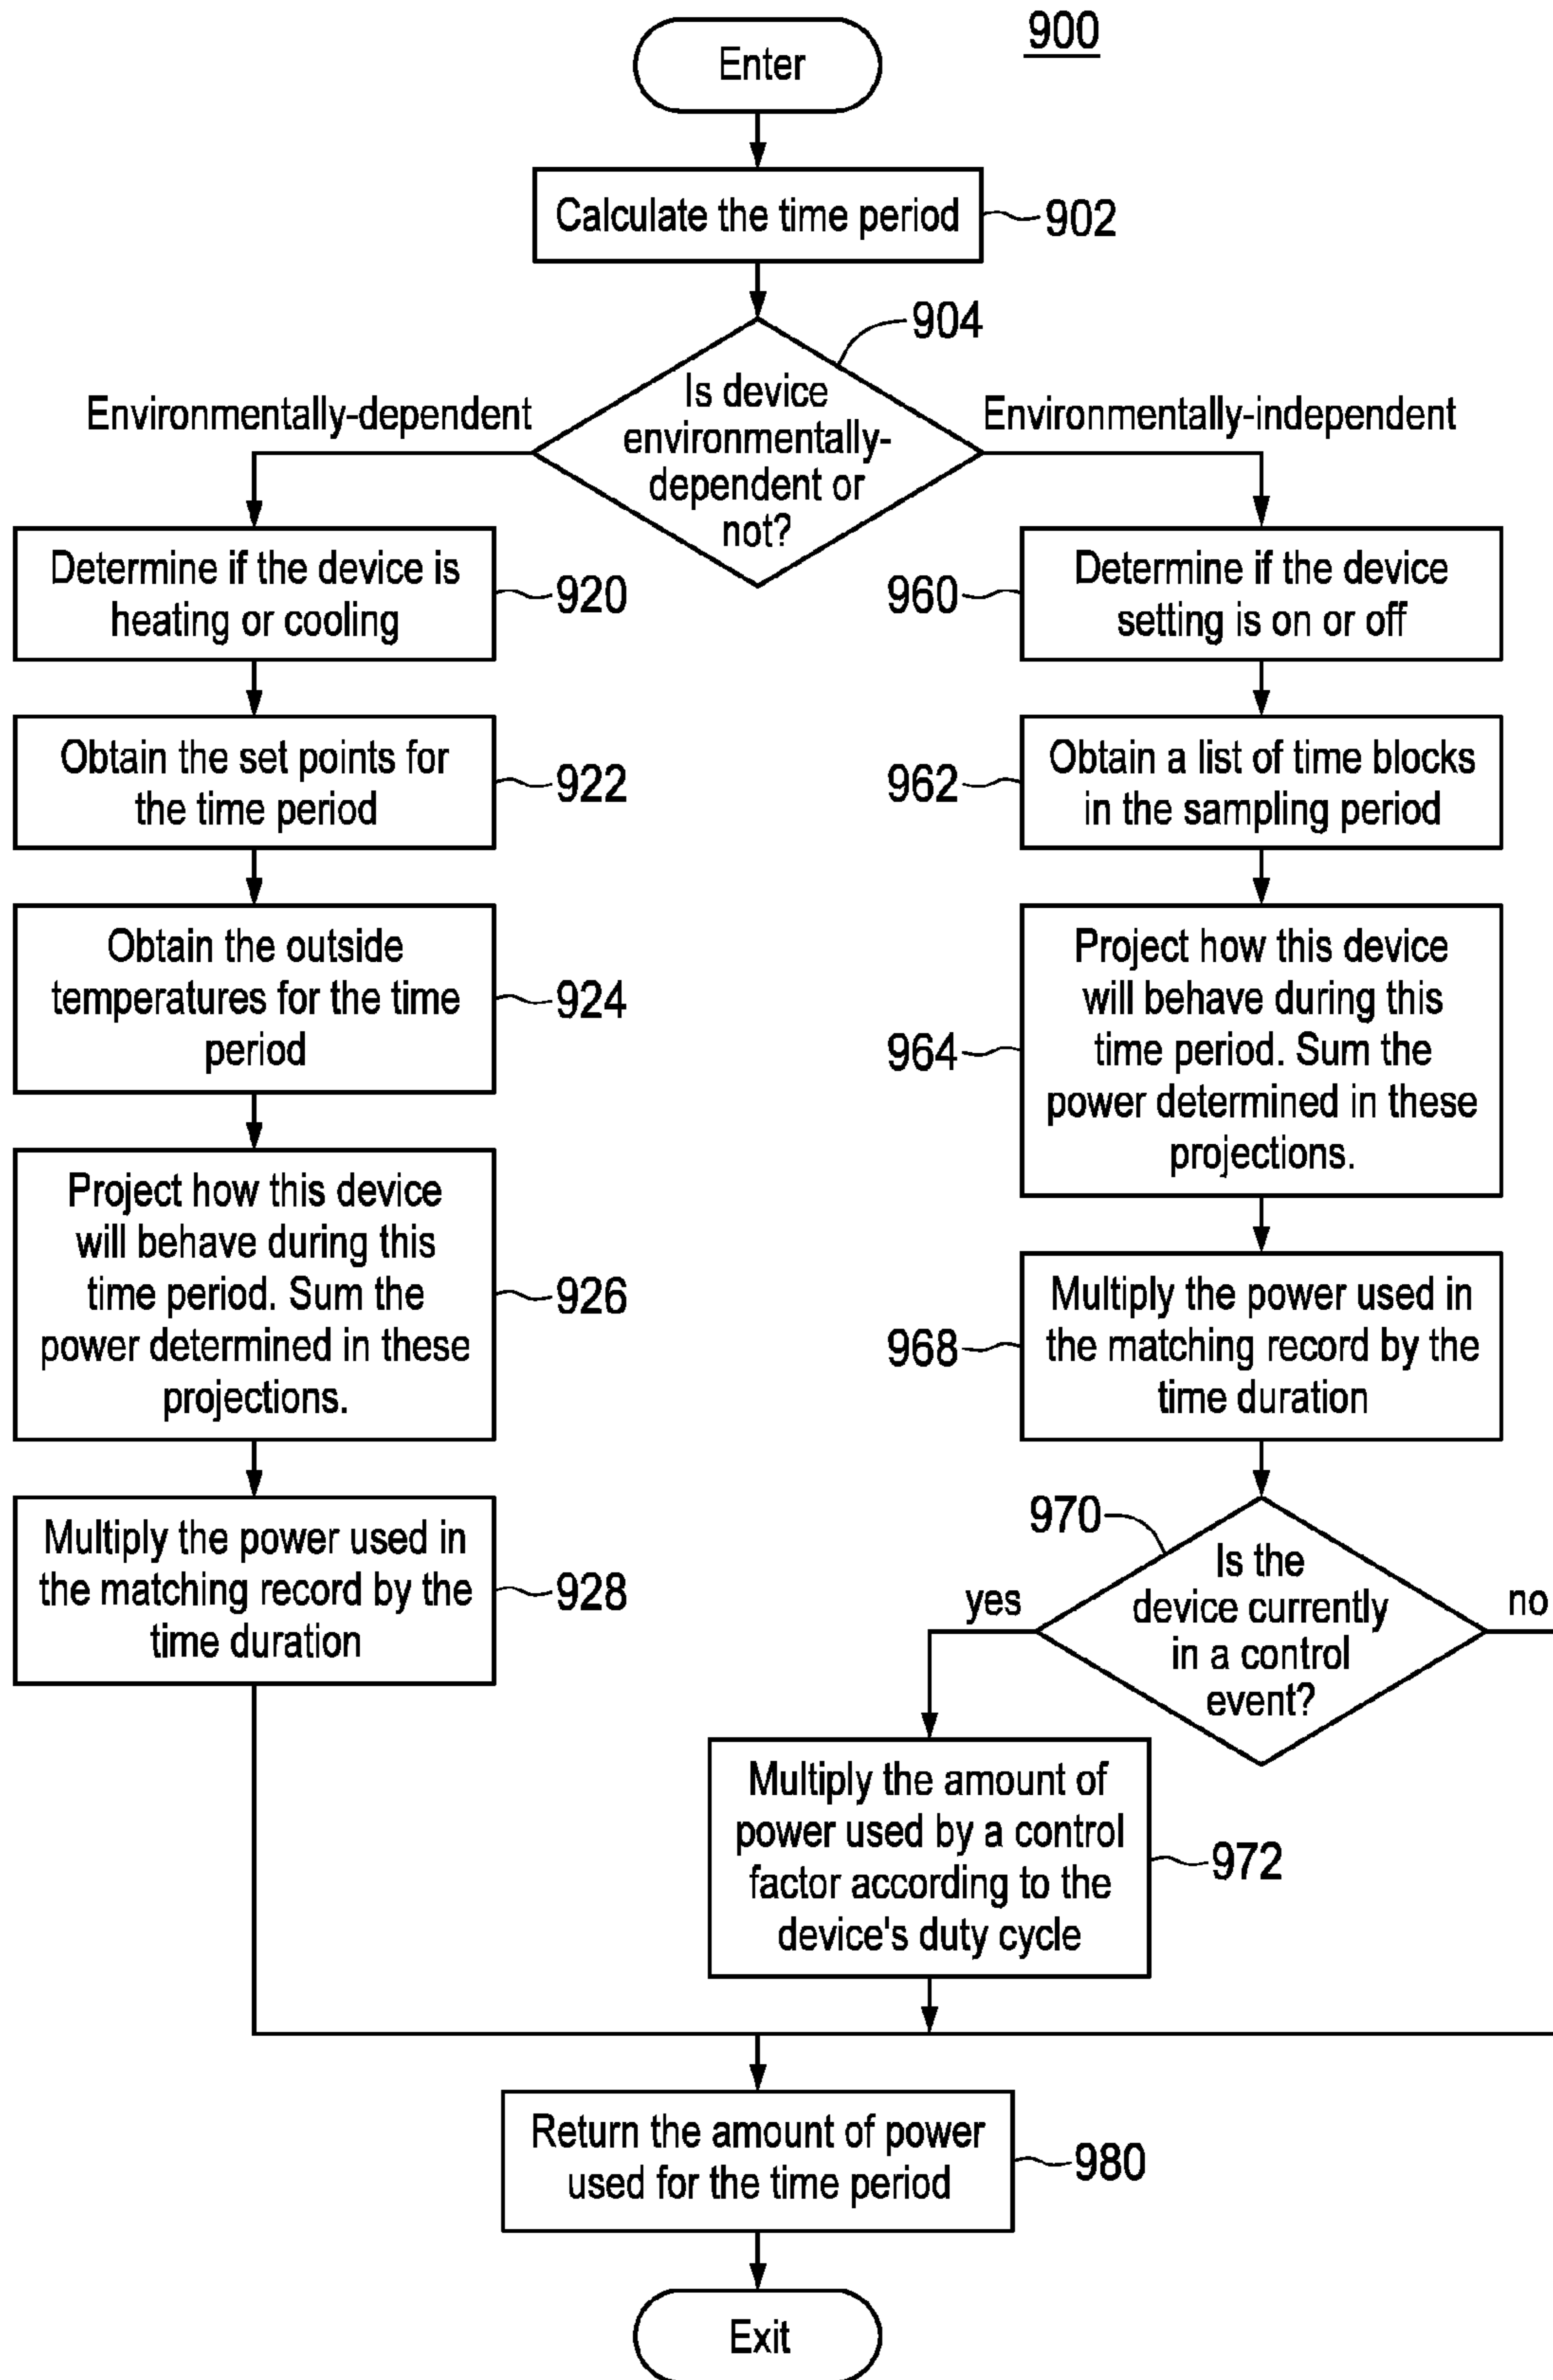 900
Enter
Calculate the time period
902
904
Is device
environmentally-
dependent or
not?
Environmentally-dependent
Environmentally-independent
Determine if the device is
heating or cooling
920
Obtain the set points for
the time period
922
Obtain the outside
temperatures for the time
period
924
Project how this device
will behave during this
time period. Sum the
power determined in these
projections.
926
Multiply the power used in
the matching record by the
time duration
928
960
Determine if the device
setting is on or off
962
Obtain a list of time blocks
in the sampling period
964
Project how this device
will behave during this
time period. Sum the
power determined in these
projections.
968
Multiply the power used in
the matching record by the
time duration
970
Is the
device currently
in a control
event?
yes
no
Multiply the amount of
power used by a control
factor according to the
device's duty cycle
972
Return the amount of power
used for the time period
980
Exit